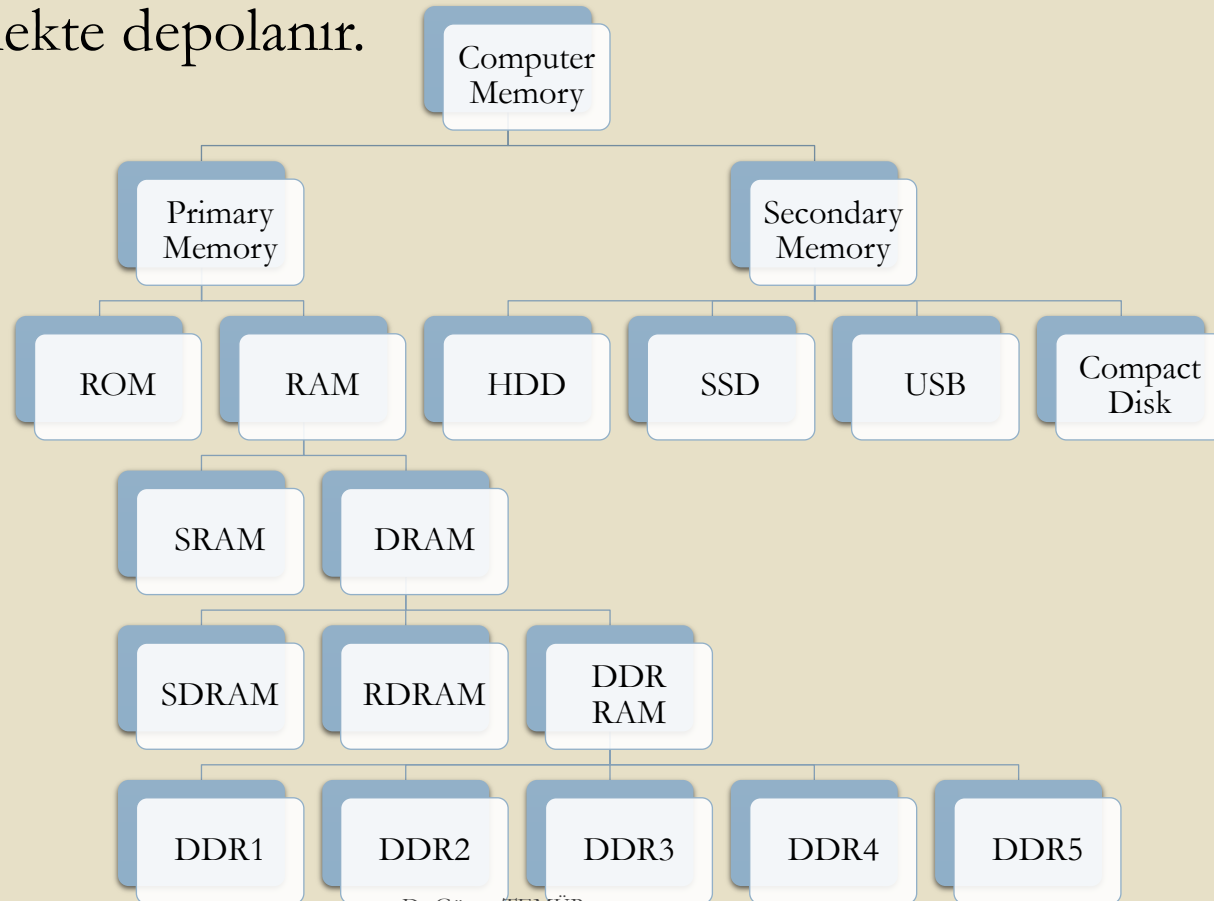 depolanır.
Computer
Memory
Primary
Memory
Secondary
Memory
ROM
RAM
HDD
SSD
USB
Compact
Disk
SRAM
DRAM
SDRAM
RDRAM
DDR
RAM
DDR1
DDR2
DDR3
DDR4
DDR5